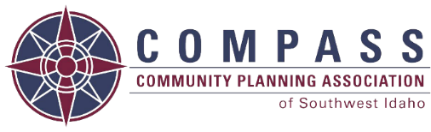 COMPASS
COMMUNITY PLANNING ASSOCIATION
of Southwest Idaho